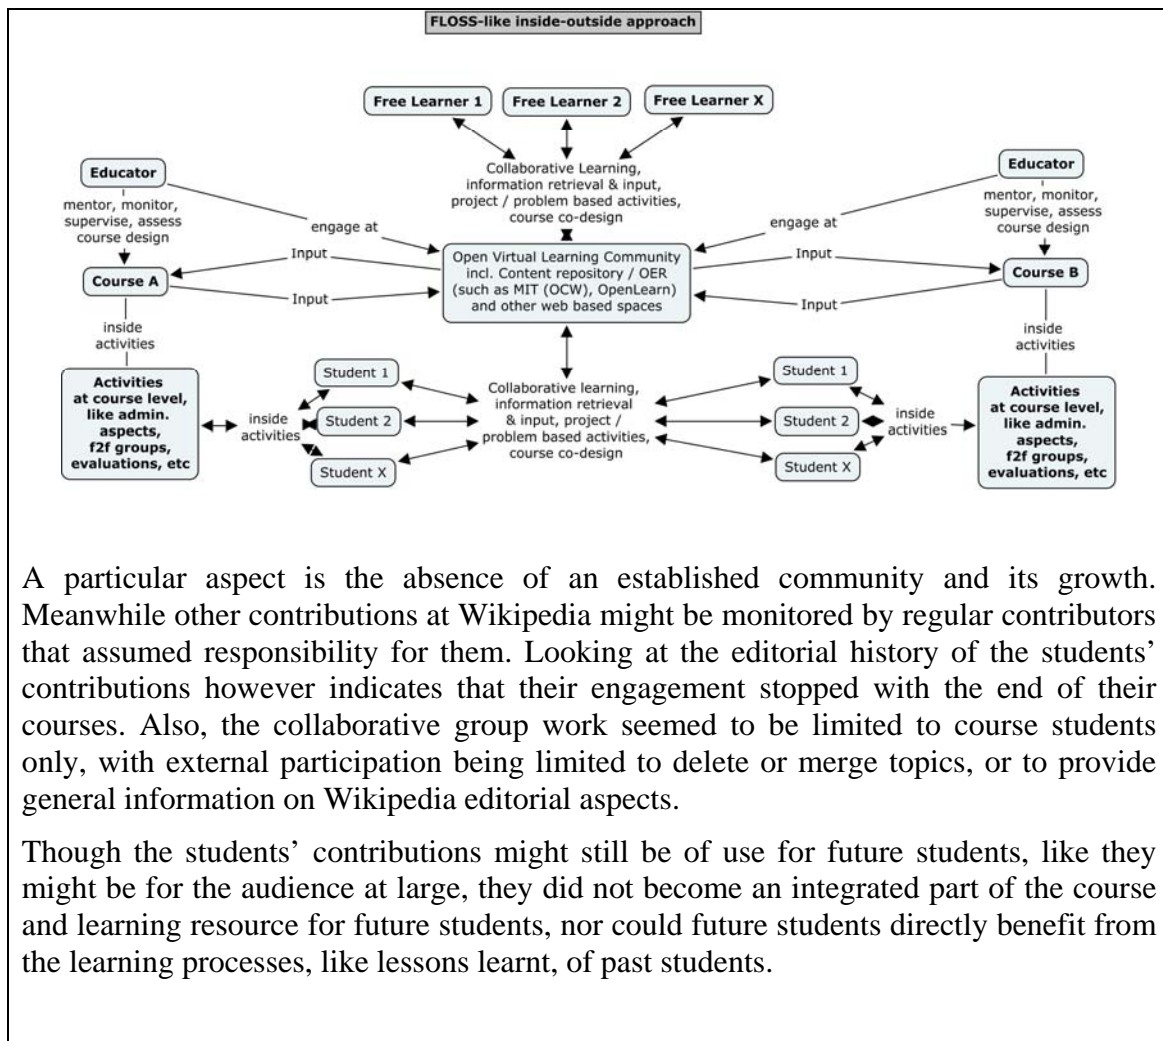 FLOSS-like inside-outside approach
Free Learner 1
Free Learner 2
Free Learner X
Collaborative Learning,
information retrieval & input,
project / problem based activities,
course co-design
Educator
mentor, monitor,
supervise, assess
course design
Course A
engage at
Input
Input
Open Virtual Learning Community
incl. Content repository / OER
(such as MIT (OCW), OpenLearn)
and other web based spaces
Educator
mentor, monitor,
supervise, assess
course design
Course B
engage at
Input
Input
inside
activities
Activities
at course level,
like admin.
aspects,
f2f groups,
evaluations, etc
inside
activities
Student 1
Student 2
Student X
Collaborative learning,
information retrieval
& input, project /
problem based activities,
course co-design
Student 1
Student 2
Student X
inside
activities
inside
activities
Activities
at course level,
like admin.
aspects,
f2f groups,
evaluations, etc
A particular aspect is the absence of an established community and its growth.
Meanwhile other contributions at Wikipedia might be monitored by regular contributors
that assumed responsibility for them. Looking at the editorial history of the students’
contributions however indicates that their engagement stopped with the end of their
courses. Also, the collaborative group work seemed to be limited to course students
only, with external participation being limited to delete or merge topics, or to provide
general information on Wikipedia editorial aspects.
Though the students’ contributions might still be of use for future students, like they
might be for the audience at large, they did not become an integrated part of the course
and learning resource for future students, nor could future students directly benefit from
the learning processes, like lessons learnt, of past students.